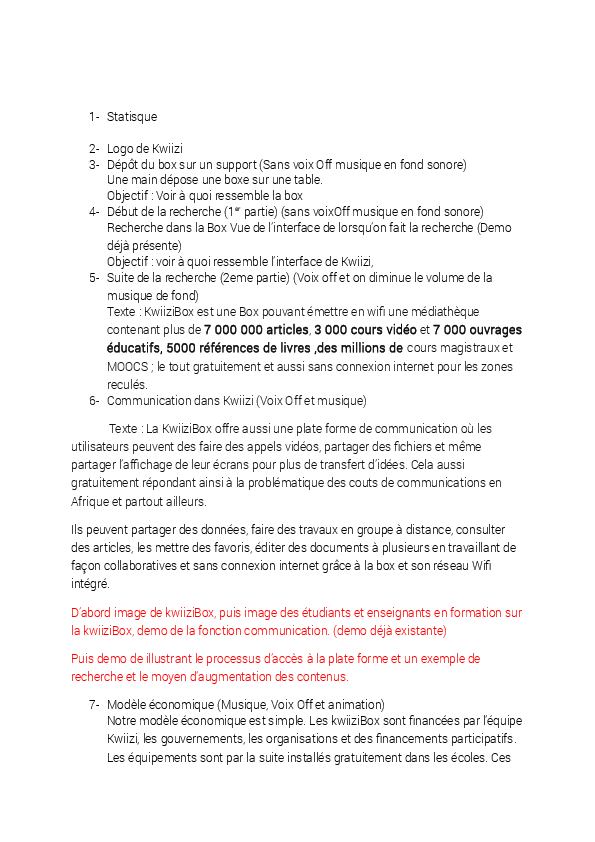 1- Statisque
2- Logo de Kwiizi
3- Dépôt du box sur un support (Sans voix Off musique en fond sonore)
Une main dépose une boxe sur une table.
Objectif : Voir à quoi ressemble la box
4- Début de la recherche (1er partie) (sans voixOff musique en fond sonore)
Recherche dans la Box Vue de l'interface de lorsqu'on fait la recherche (Demo
déjà présente)
Objectif : voir à quoi ressemble l'interface de Kwiizi,
5- Suite de la recherche (2eme partie) (Voix off et on diminue le volume de la
musique de fond)
Texte : KwiiziBox est une Box pouvant émettre en wifi une médiathèque
contenant plus de 7 000 000 articles, 3 000 cours vidéo et 7 000 ouvrages
éducatifs, 5000 références de livres ,des millions de cours magistraux et
MOOCS ; le tout gratuitement et aussi sans connexion internet pour les zones
reculés.
6- Communication dans Kwiizi (Voix Off et musique)
Texte : La KwiiziBox offre aussi une plate forme de communication où les
utilisateurs peuvent des faire des appels vidéos, partager des fichiers et même
partager l'affichage de leur écrans pour plus de transfert d'idées. Cela aussi
gratuitement répondant ainsi à la problématique des couts de communications en
Afrique et partout ailleurs.
Ils peuvent partager des données, faire des travaux en groupe à distance, consulter
des articles, les mettre des favoris, éditer des documents à plusieurs en travaillant de
façon collaboratives et sans connexion internet grâce à la box et son réseau Wifi
intégré.
D'abord image de kwiiziBox, puis image des étudiants et enseignants en formation sur
la kwiiziBox, demo de la fonction communication. (demo déjà existante)
Puis demo de illustrant le processus d'accès à la plate forme et un exemple de
recherche et le moyen d'augmentation des contenus.
7- Modèle économique (Musique, Voix Off et animation)
Notre modèle économique est simple. Les kwiiziBox sont financées par l'équipe
Kwiizi, les gouvernements, les organisations et des financements participatifs.
Les équipements sont par la suite installés gratuitement dans les écoles. Ces